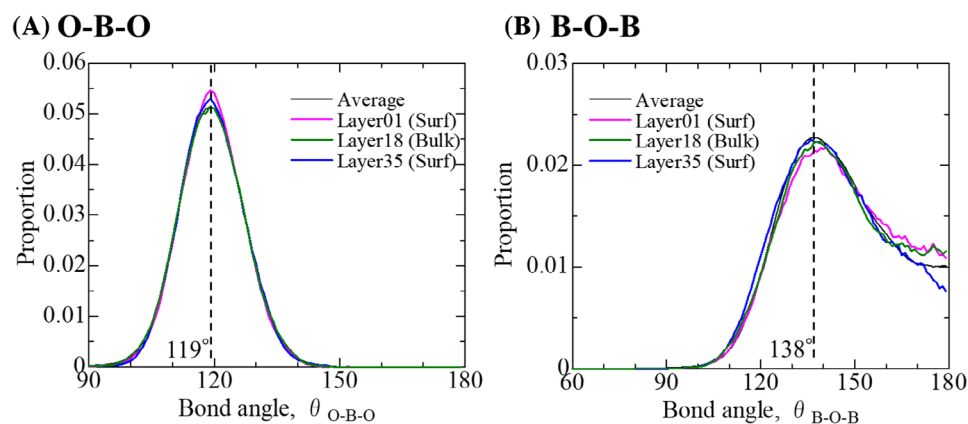 (A) O-B-O
0.06
0.05
0.04
0.03
0.02
0.01
0
Proportion
Average
Layer01 (Surf)
Layer18 (Bulk)
Layer35 (Surf)
119°
90
120
150
180
Bond angle, θ O-B-O
(B) B-O-B
0.03
0.02
0.01
0
Proportion
Average
Layer01 (Surf)
Layer18 (Bulk)
Layer35 (Surf)
138°
60
90
120
150
180
Bond angle, θ B-O-B